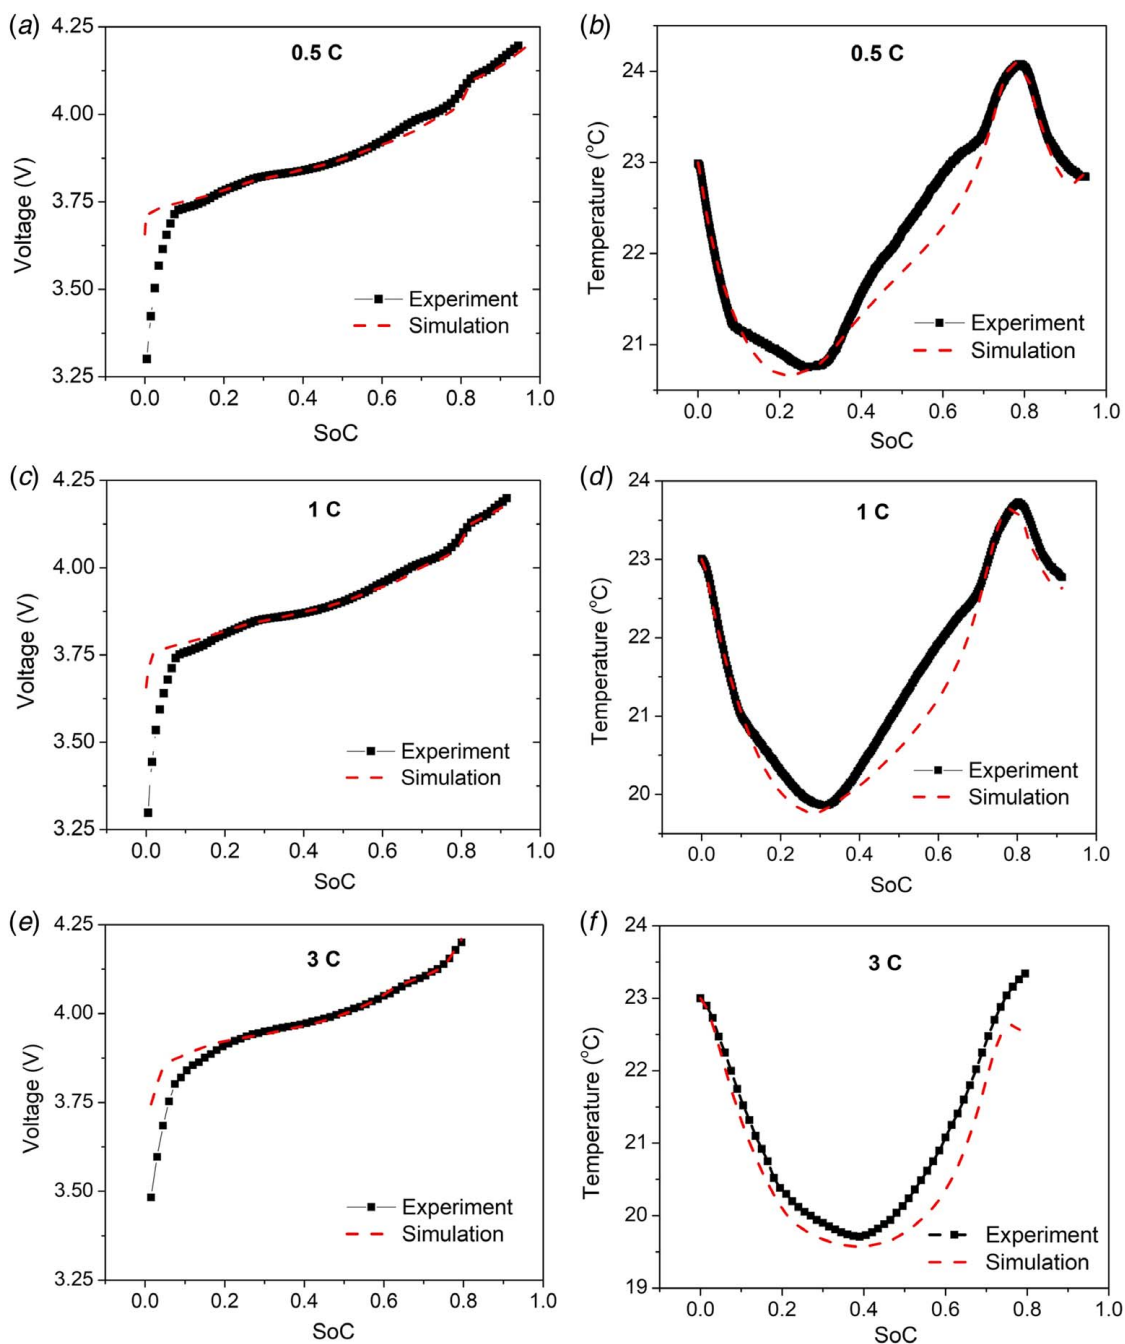 (a)
0.5 C
4.25
4.00
3.75
3.50
3.25
Voltage (V)
Experiment
Simulation
0.0 0.2 0.4 0.6 0.8 1.0
SoC
(b)
0.5 C
24
23
22
21
Temperature (°C)
Experiment
Simulation
0.0 0.2 0.4 0.6 0.8 1.0
SoC
(c)
1 C
4.25
4.00
3.75
3.50
3.25
Voltage (V)
Experiment
Simulation
0.0 0.2 0.4 0.6 0.8 1.0
SoC
(d)
1 C
24
23
22
21
20
Temperature (°C)
Experiment
Simulation
0.0 0.2 0.4 0.6 0.8 1.0
SoC
(e)
3 C
4.25
4.00
3.75
3.50
3.25
Voltage (V)
Experiment
Simulation
0.0 0.2 0.4 0.6 0.8 1.0
SoC
(f)
3 C
24
23
22
21
20
19
Temperature (°C)
Experiment
Simulation
0.0 0.2 0.4 0.6 0.8 1.0
SoC